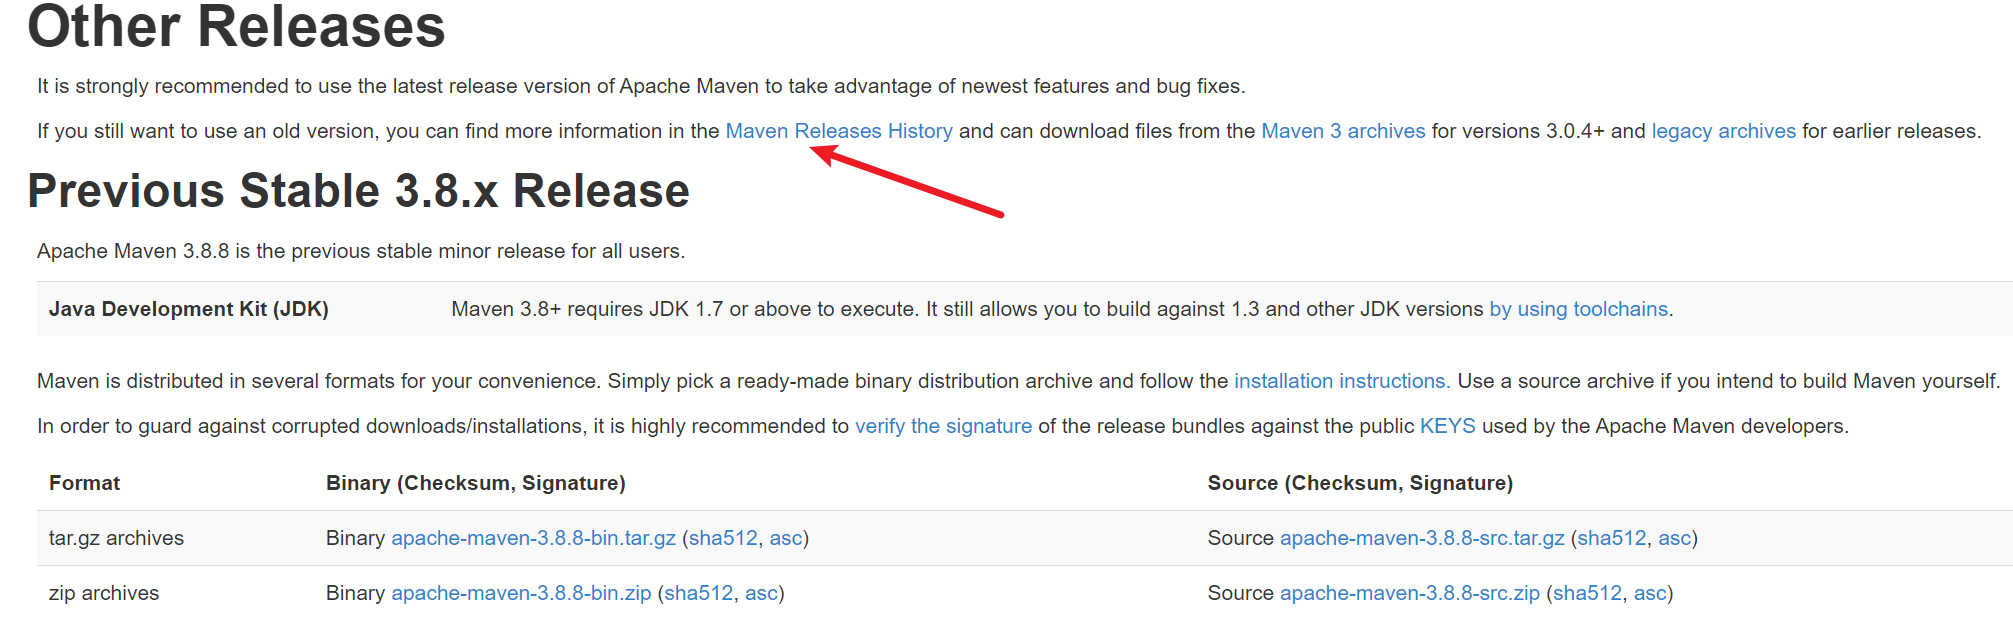 Other Releases
It is strongly recommended to use the latest release version of Apache Maven to take advantage of newest features and bug fixes.
If you still want to use an old version, you can find more information in the Maven Releases History and can download files from the Maven 3 archives for versions 3.0.4+ and legacy archives for earlier releases.
Previous Stable 3.8.x Release
Apache Maven 3.8.8 is the previous stable minor release for all users.
Java Development Kit (JDK) Maven 3.8+ requires JDK 1.7 or above to execute. It still allows you to build against 1.3 and other JDK versions by using toolchains.
Maven is distributed in several formats for your convenience. Simply pick a ready-made binary distribution archive and follow the installation instructions. Use a source archive if you intend to build Maven yourself.
In order to guard against corrupted downloads/installations, it is highly recommended to verify the signature of the release bundles against the public KEYS used by the Apache Maven developers.
Format Binary (Checksum, Signature) Source (Checksum, Signature)
tar.gz archives Binary apache-maven-3.8.8-bin.tar.gz (sha512, asc) Source apache-maven-3.8.8-src.tar.gz (sha512, asc)
zip archives Binary apache-maven-3.8.8-bin.zip (sha512, asc) Source apache-maven-3.8.8-src.zip (sha512, asc)